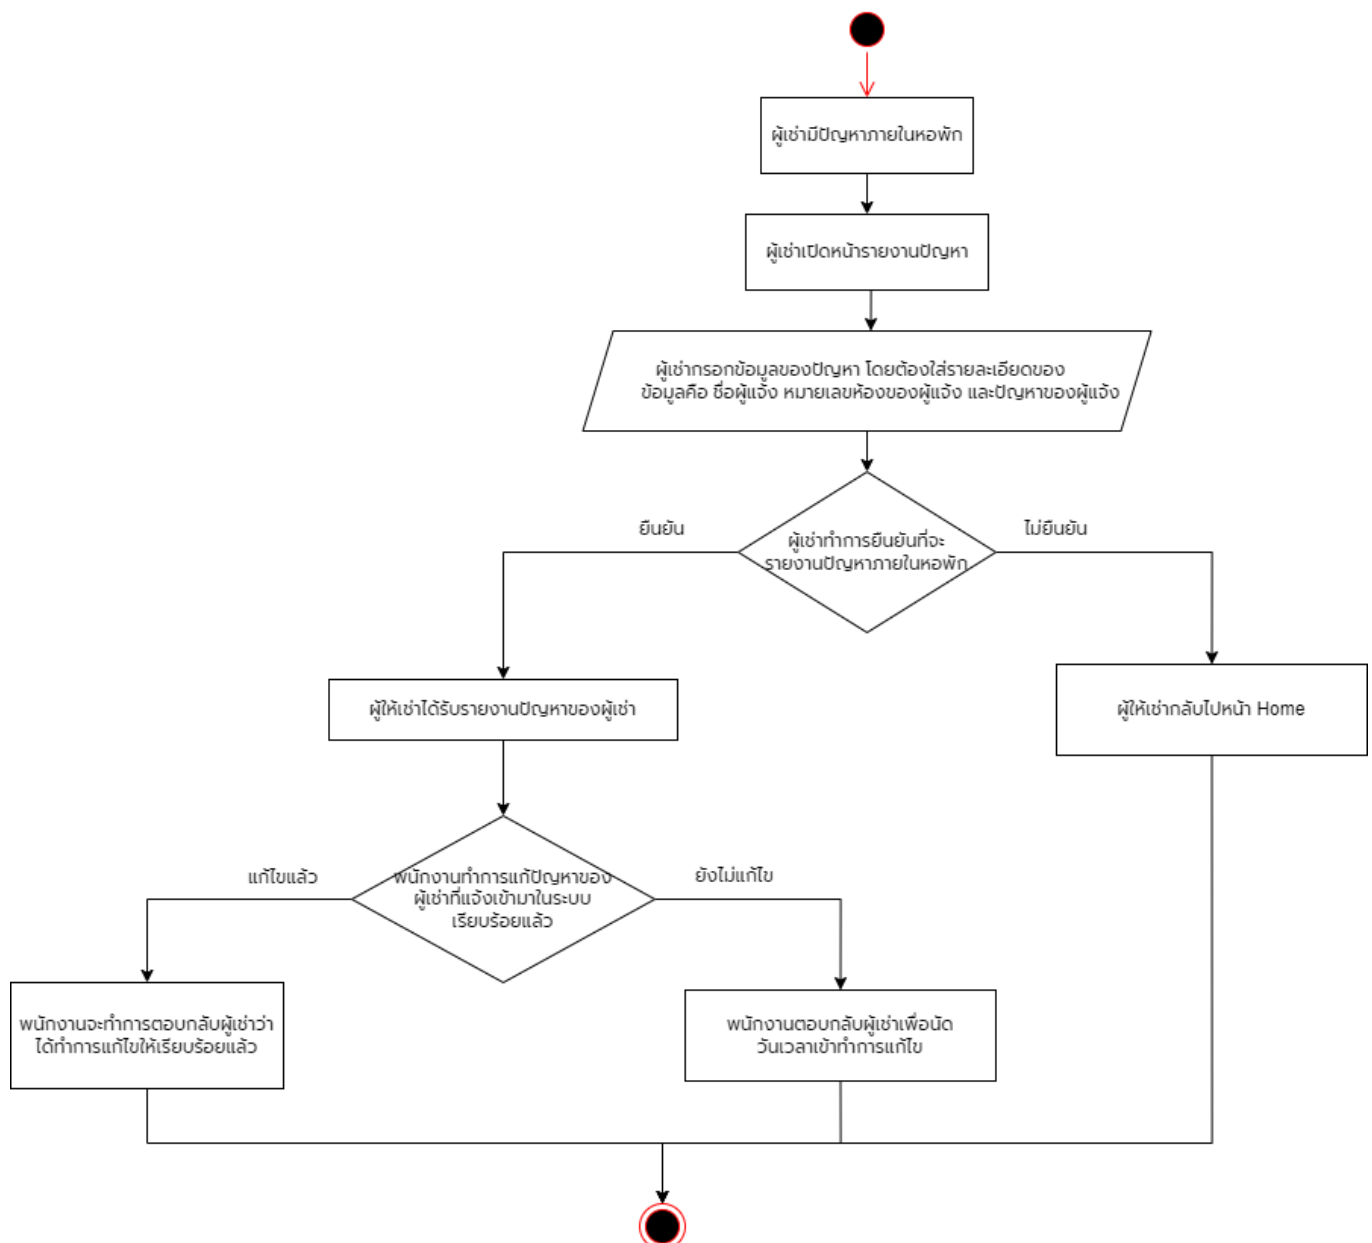 ผู้เช่ามีปัญหาภายในหอพัก
ผู้เช่าเปิดหน้ารายงานปัญหา
ผู้เช่ากรอกข้อมูลของปัญหา โดยต้องใส่รายละเอียดของ
ข้อมูลคือ ชื่อผู้แจ้ง หมายเลขห้องของผู้แจ้ง และปัญหาของผู้แจ้ง
ยืนยัน
ไม่ยืนยัน
ผู้เช่าทำการยืนยันที่จะ
รายงานปัญหาภายในหอพัก
ผู้ให้เช่าได้รับรายงานปัญหาของผู้เช่า
ผู้ให้เช่ากลับไปหน้า Home
แก้ไขแล้ว
ยังไม่แก้ไข
พนักงานทำการแก้ปัญหาของ
ผู้เช่าที่แจ้งเข้ามาในระบบ
เรียบร้อยแล้ว
พนักงานจะทำการตอบกลับผู้เช่าว่า
ได้ทำการแก้ไขให้เรียบร้อยแล้ว
พนักงานตอบกลับผู้เช่าเพื่อนัด
วันเวลาเข้าทำการแก้ไข